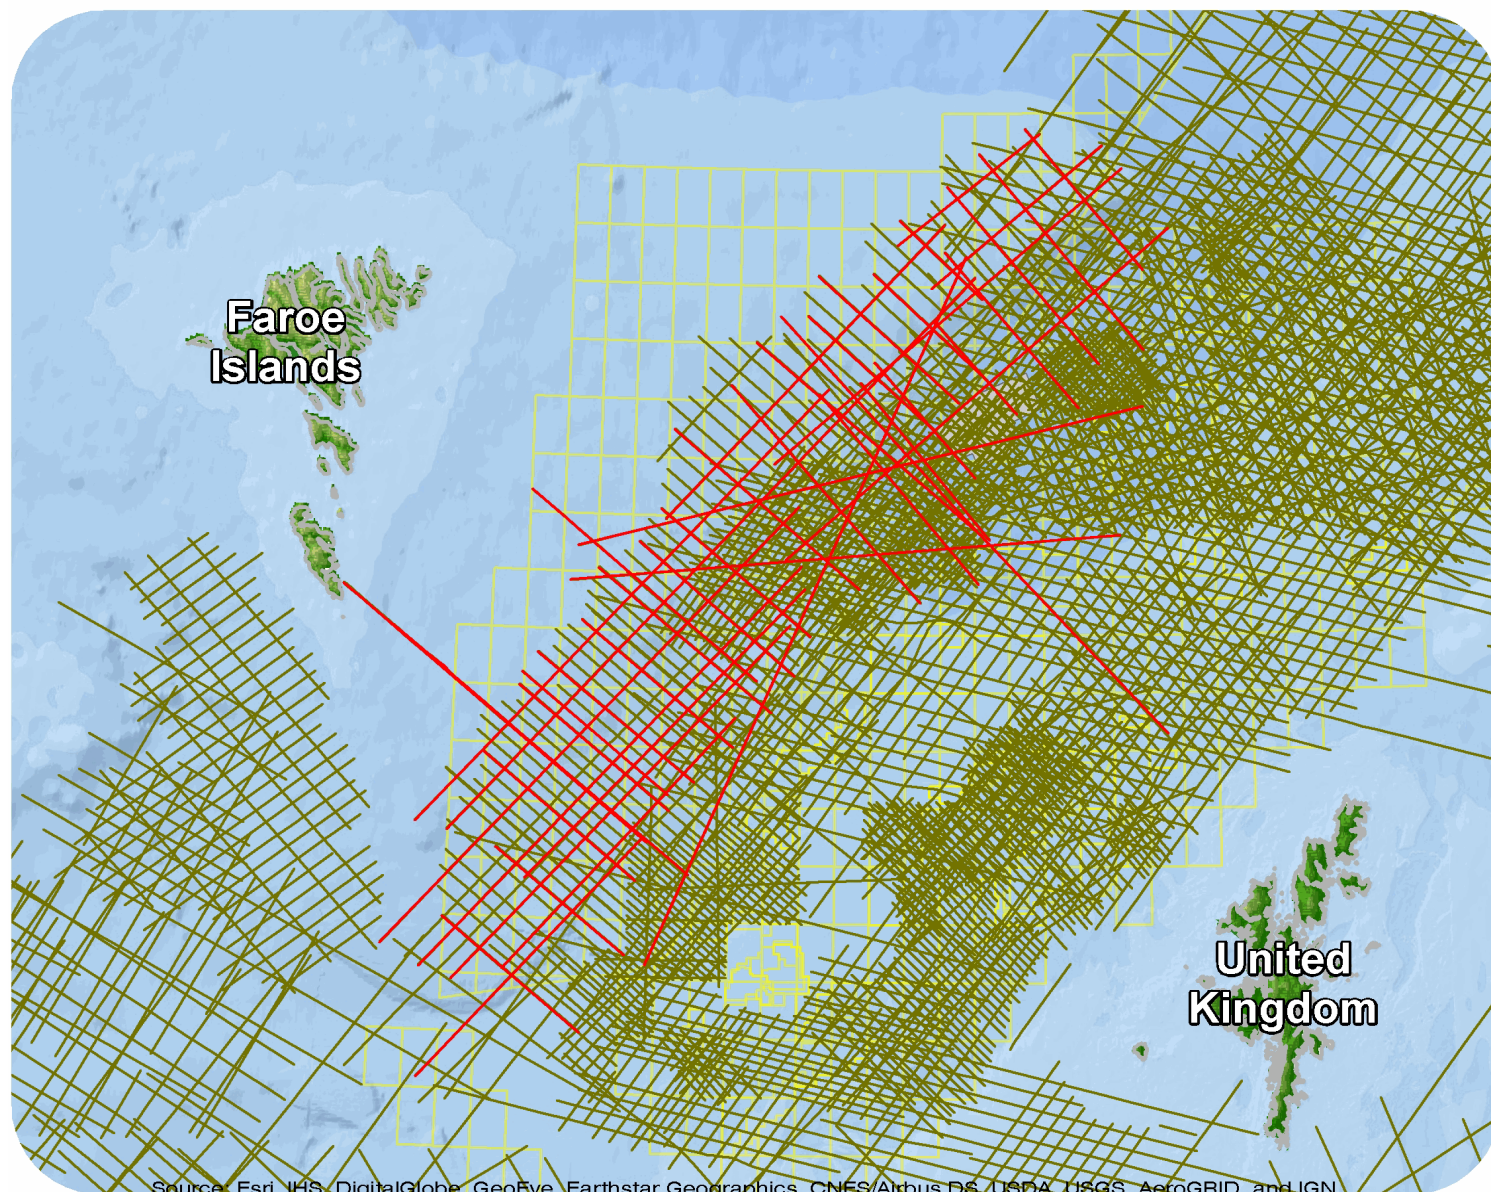 Faroe
Islands
United
Kingdom
Source: Esri, IHS, DigitalGlobe, GeoEye, Earthstar Geographics, CNES/Airbus DS, USDA, USGS, AeroGRID, and IGN